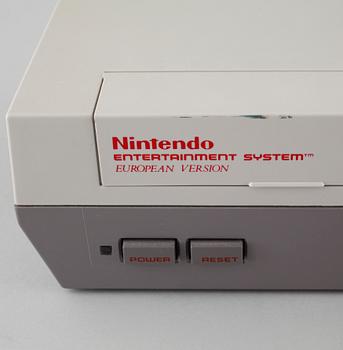 Nintendo
ENTERTAINMENT SYSTEM™
EUROPEAN VERSION
POWER RESET